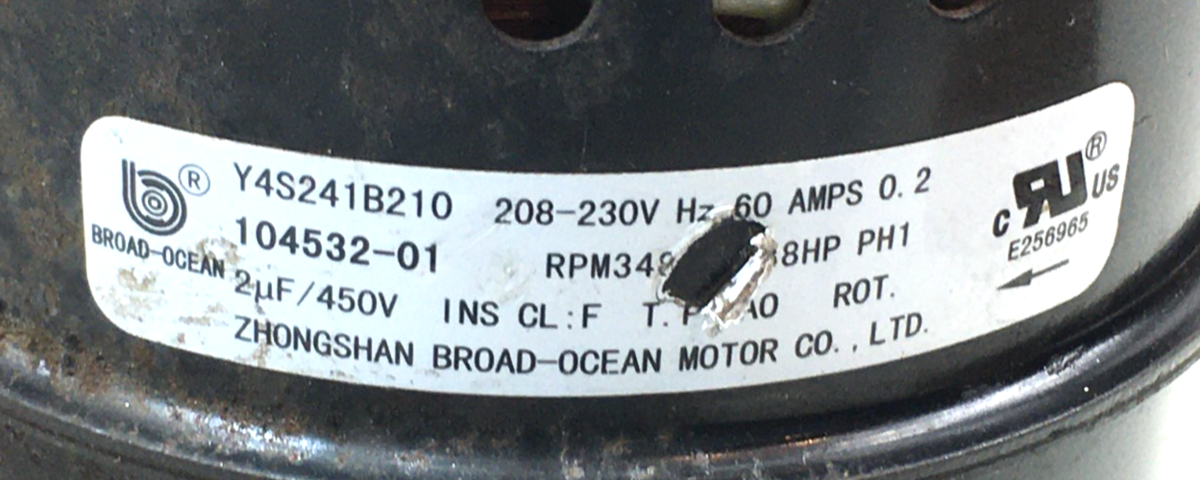 Y4S241B210 208-230V Hz 60 AMPS 0.2
BROAD-OCEAN 104532-01 PH1
2µF/450V INS CL:F ROT.
ZHONGSHAN BROAD-OCEAN MOTOR CO., LTD.
® c US ®
E256965